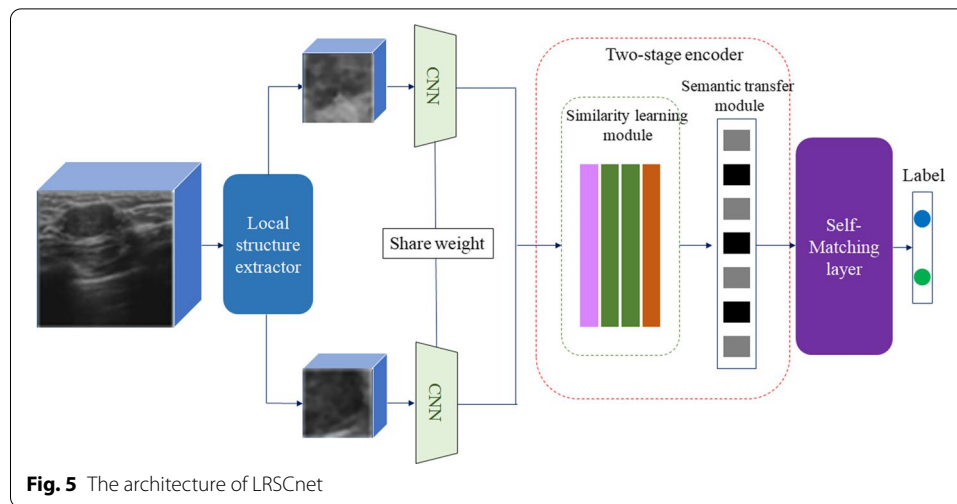 Two-stage encoder
CNN
Semantic transfer
module
Similarity learning
module
Label
Local
structure
extractor
Share weight
Self-
Matching
layer
CNN
Fig. 5 The architecture of LRSCnet